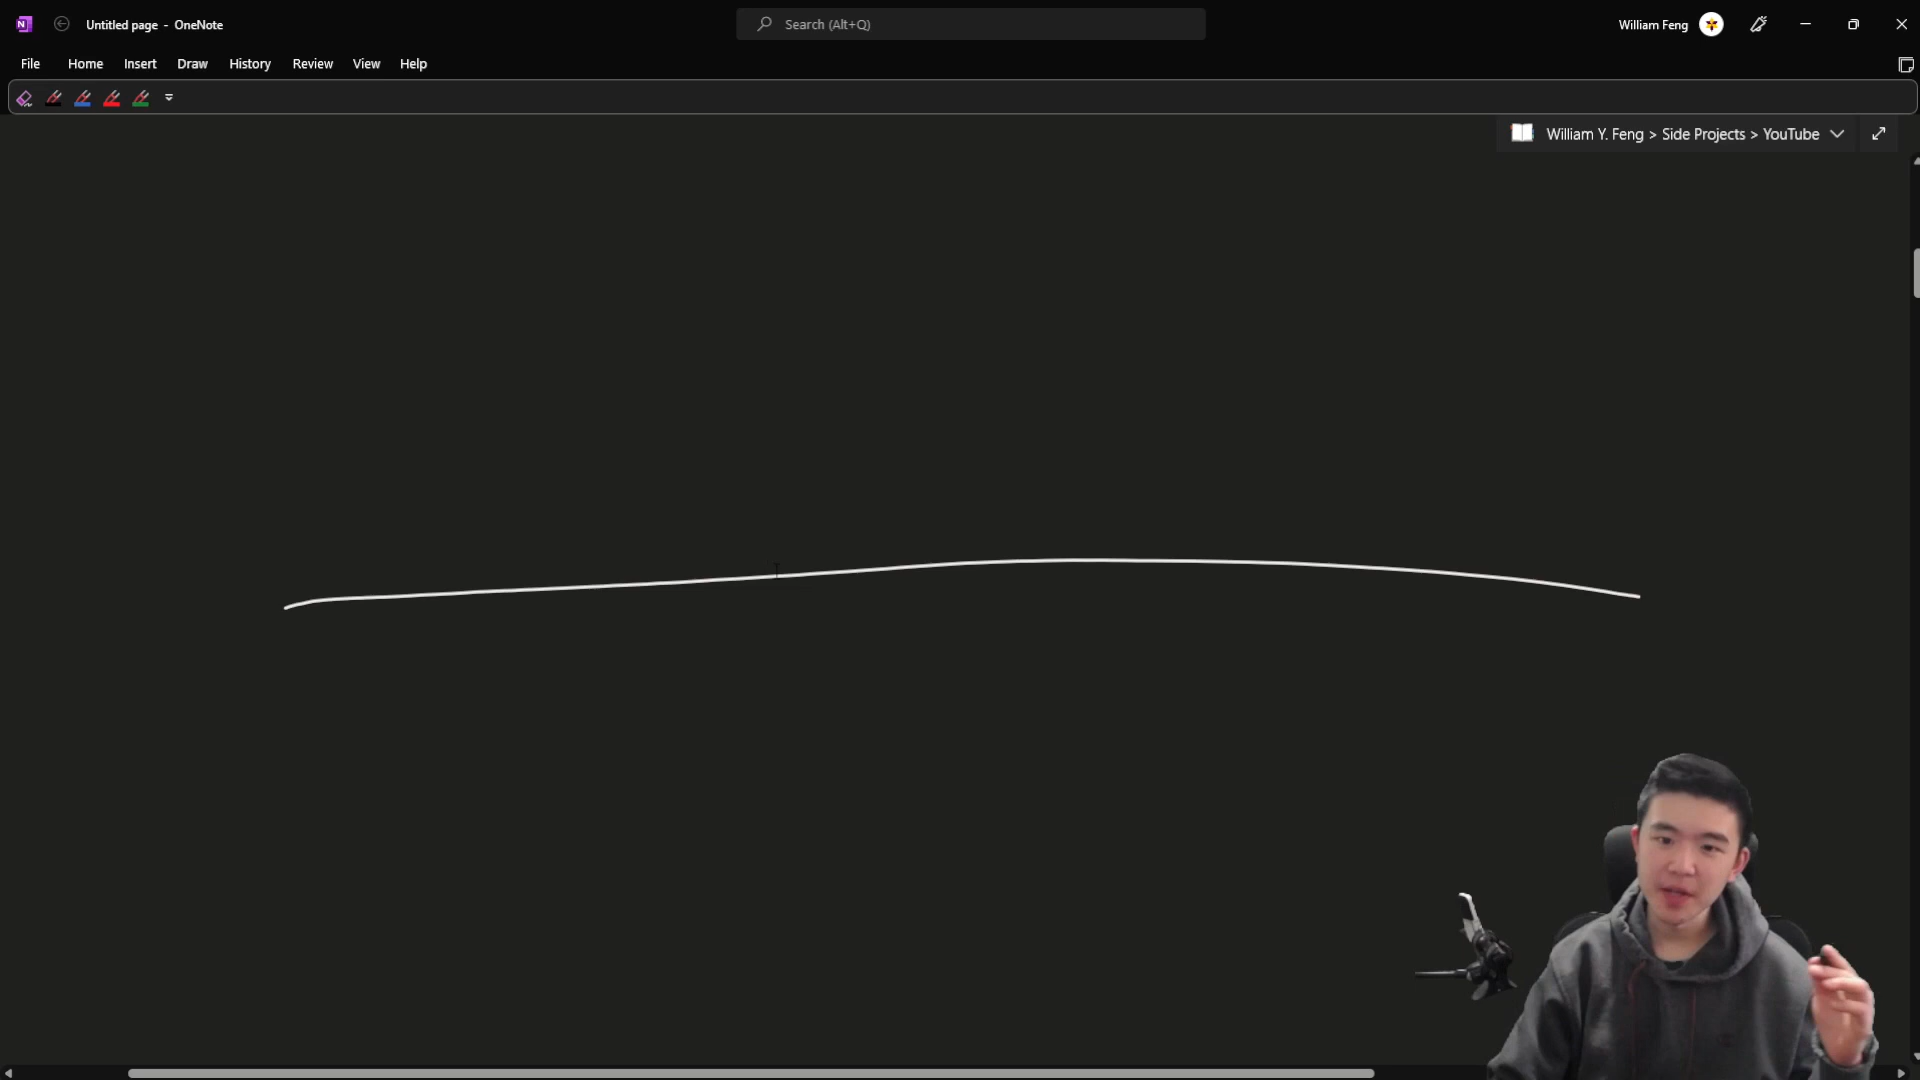 Untitled page - OneNote
Search (Alt+Q)
William Feng
File Home Insert Draw History Review View Help
William Y. Feng > Side Projects > YouTube